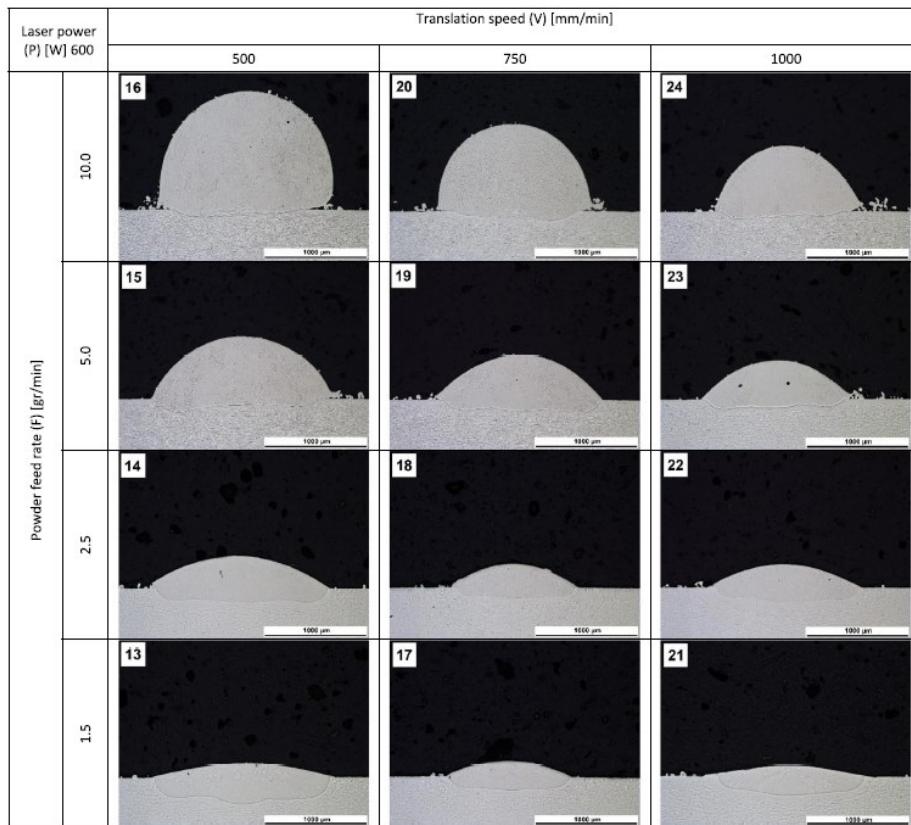 Laser power
(P) [W] 600
Translation speed (V) [mm/min]
500
750
1000
Powder feed rate (F) [gr/min]
10.0
16
1000 µm
20
1000 µm
24
1000 µm
5.0
15
1000 µm
19
1000 µm
23
1000 µm
2.5
14
1000 µm
18
1000 µm
22
1000 µm
1.5
13
1000 µm
17
1000 µm
21
1000 µm